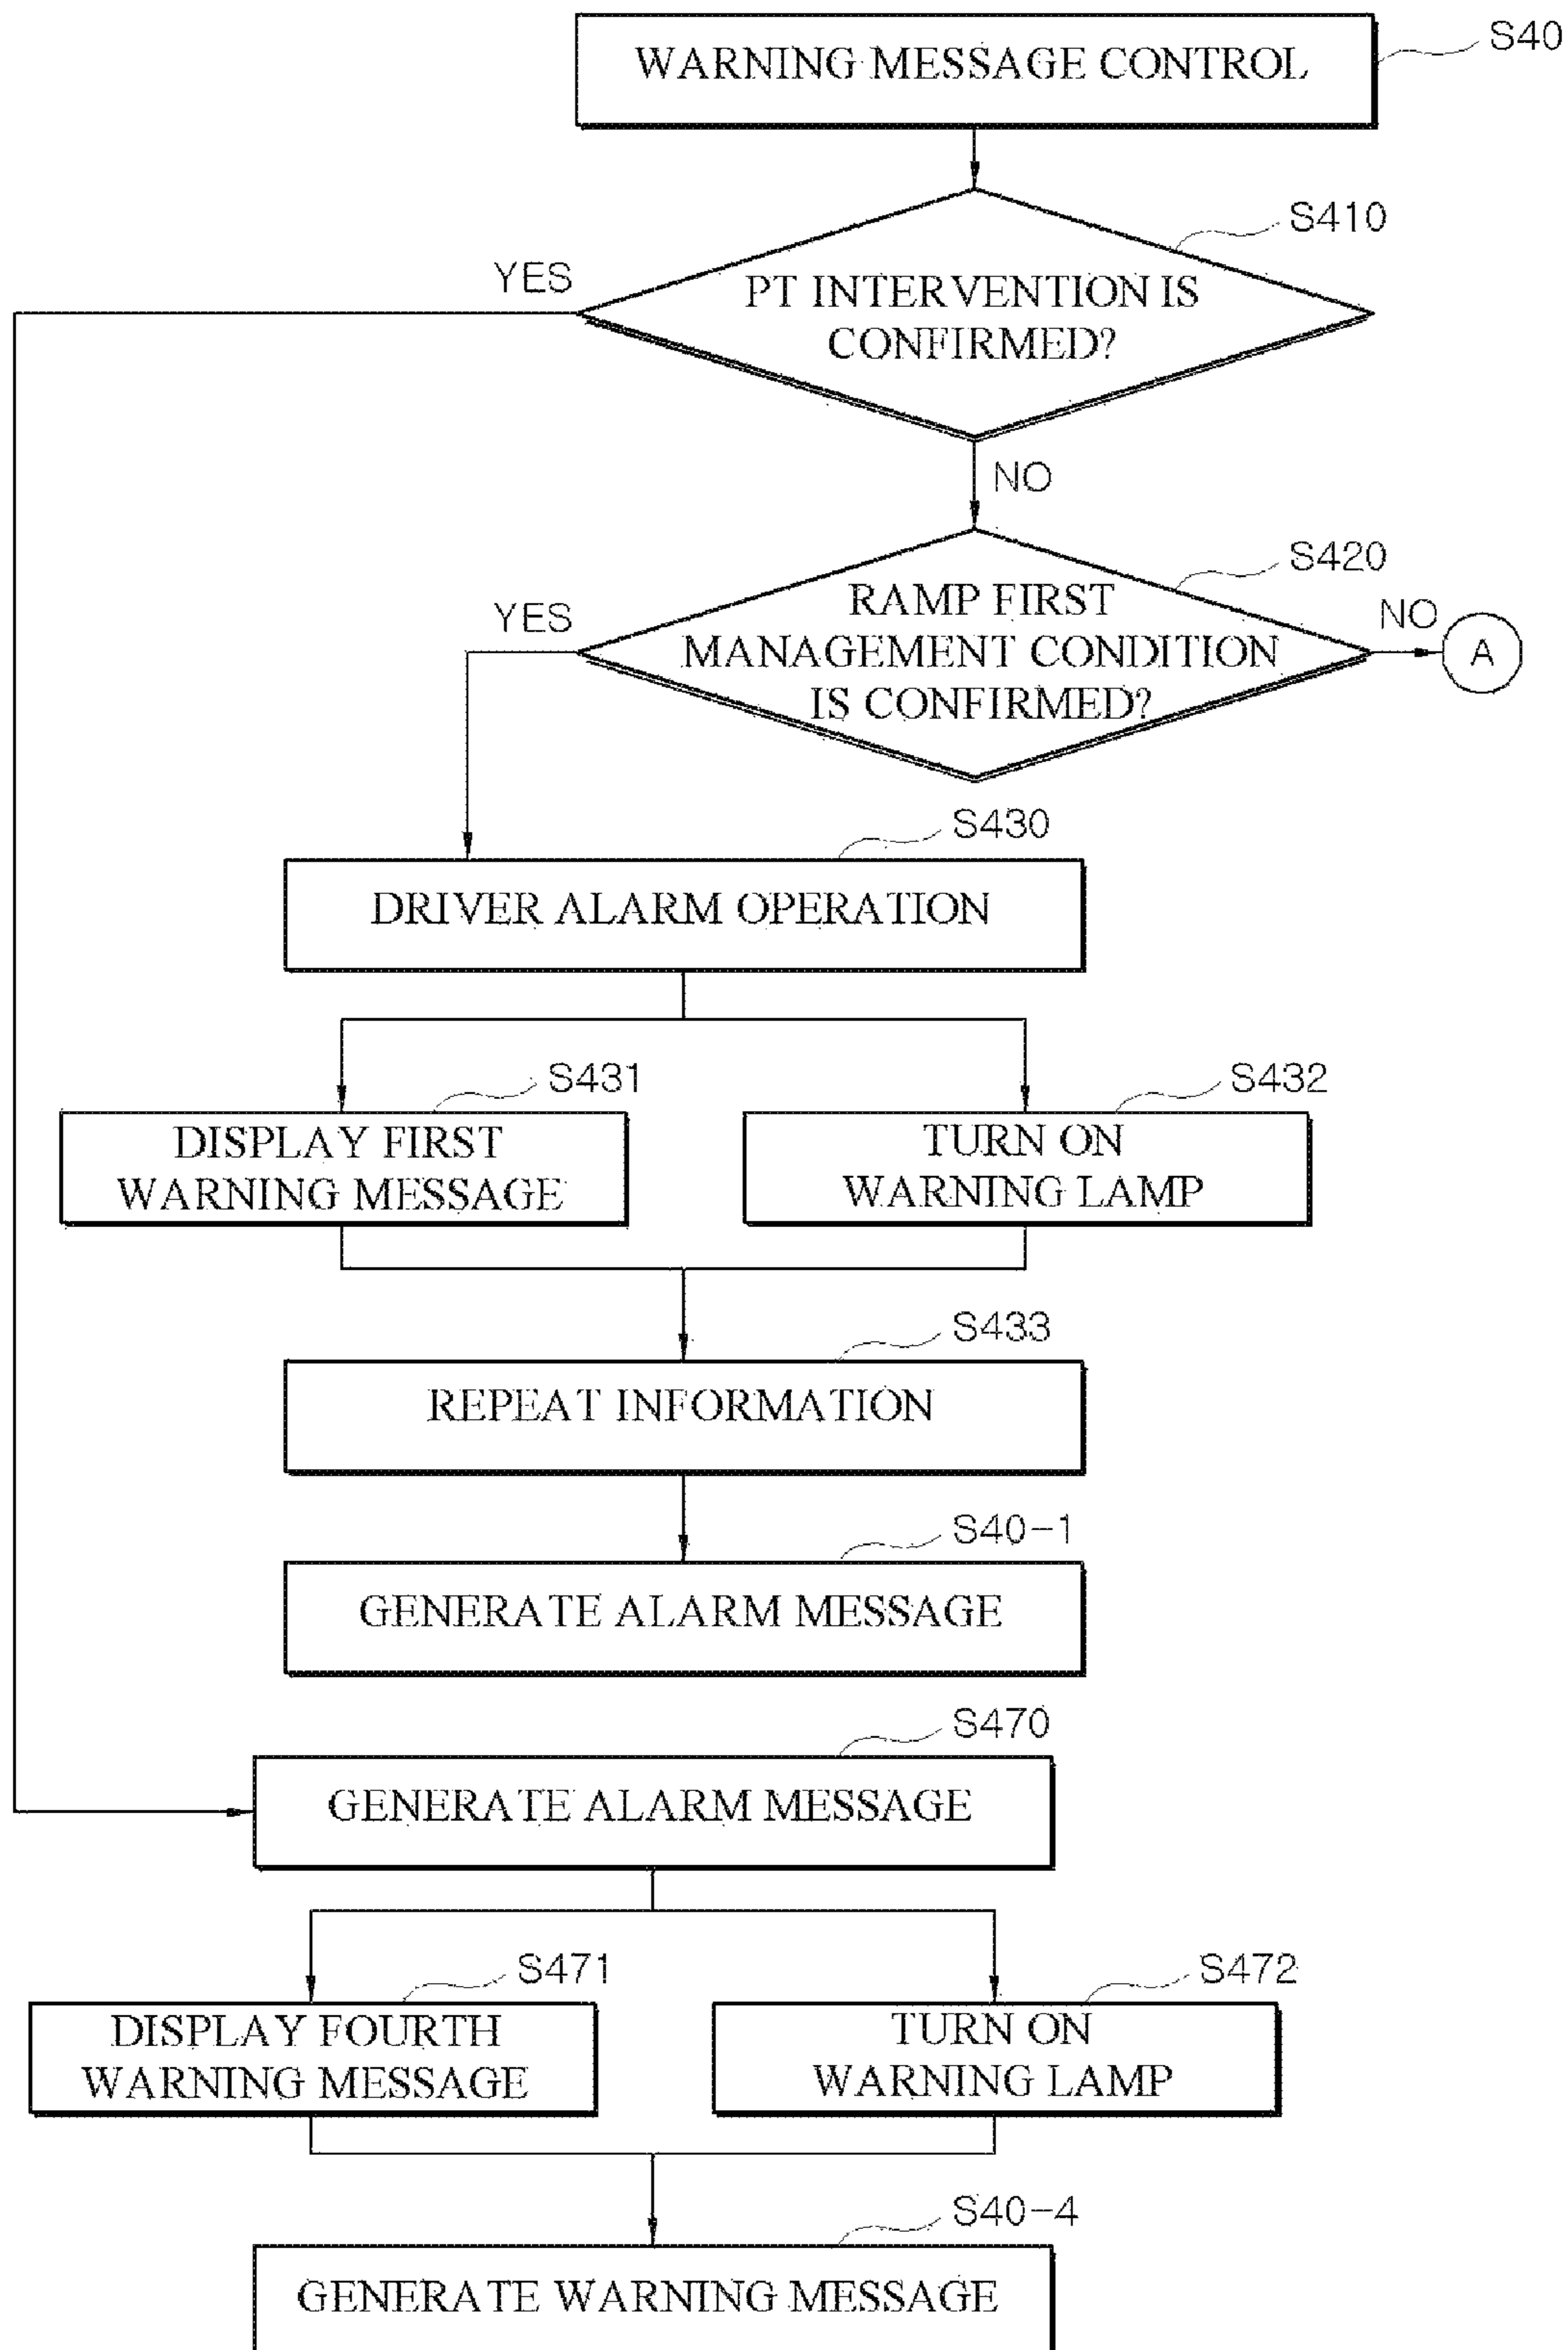 WARNING MESSAGE CONTROL
S40
S410
YES
PT INTERVENTION IS
CONFIRMED?
NO
S420
YES
RAMP FIRST
MANAGEMENT CONDITION
IS CONFIRMED?
NO
A
S430
DRIVER ALARM OPERATION
S431
S432
DISPLAY FIRST
WARNING MESSAGE
TURN ON
WARNING LAMP
S433
REPEAT INFORMATION
S40-1
GENERATE ALARM MESSAGE
S470
GENERATE ALARM MESSAGE
S471
S472
DISPLAY FOURTH
WARNING MESSAGE
TURN ON
WARNING LAMP
S40-4
GENERATE WARNING MESSAGE